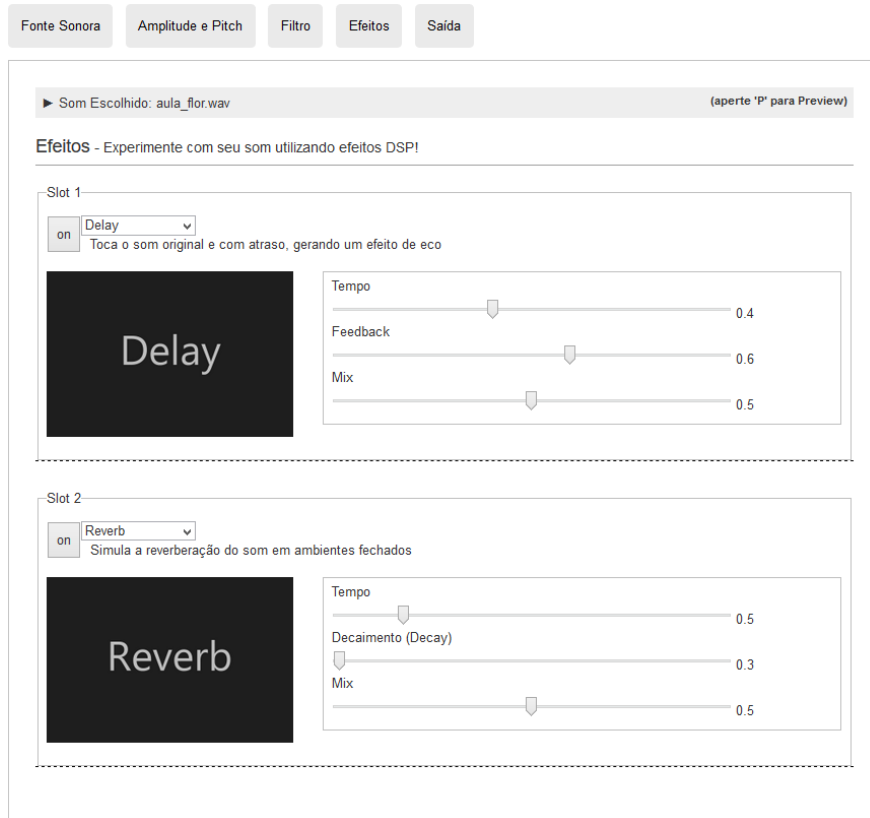 Fonte Sonora Amplitude e Pitch Filtro Efeitos Saída
► Som Escolhido: aula_flor.wav (aperte 'P' para Preview)
Efeitos - Experimente com seu som utilizando efeitos DSP!
Slot 1
on Delay
Toca o som original e com atraso, gerando um efeito de eco
Delay
Tempo
0.4
Feedback
0.6
Mix
0.5
Slot 2
on Reverb
Simula a reverberação do som em ambientes fechados
Reverb
Tempo
0.5
Decaimento (Decay)
0.3
Mix
0.5